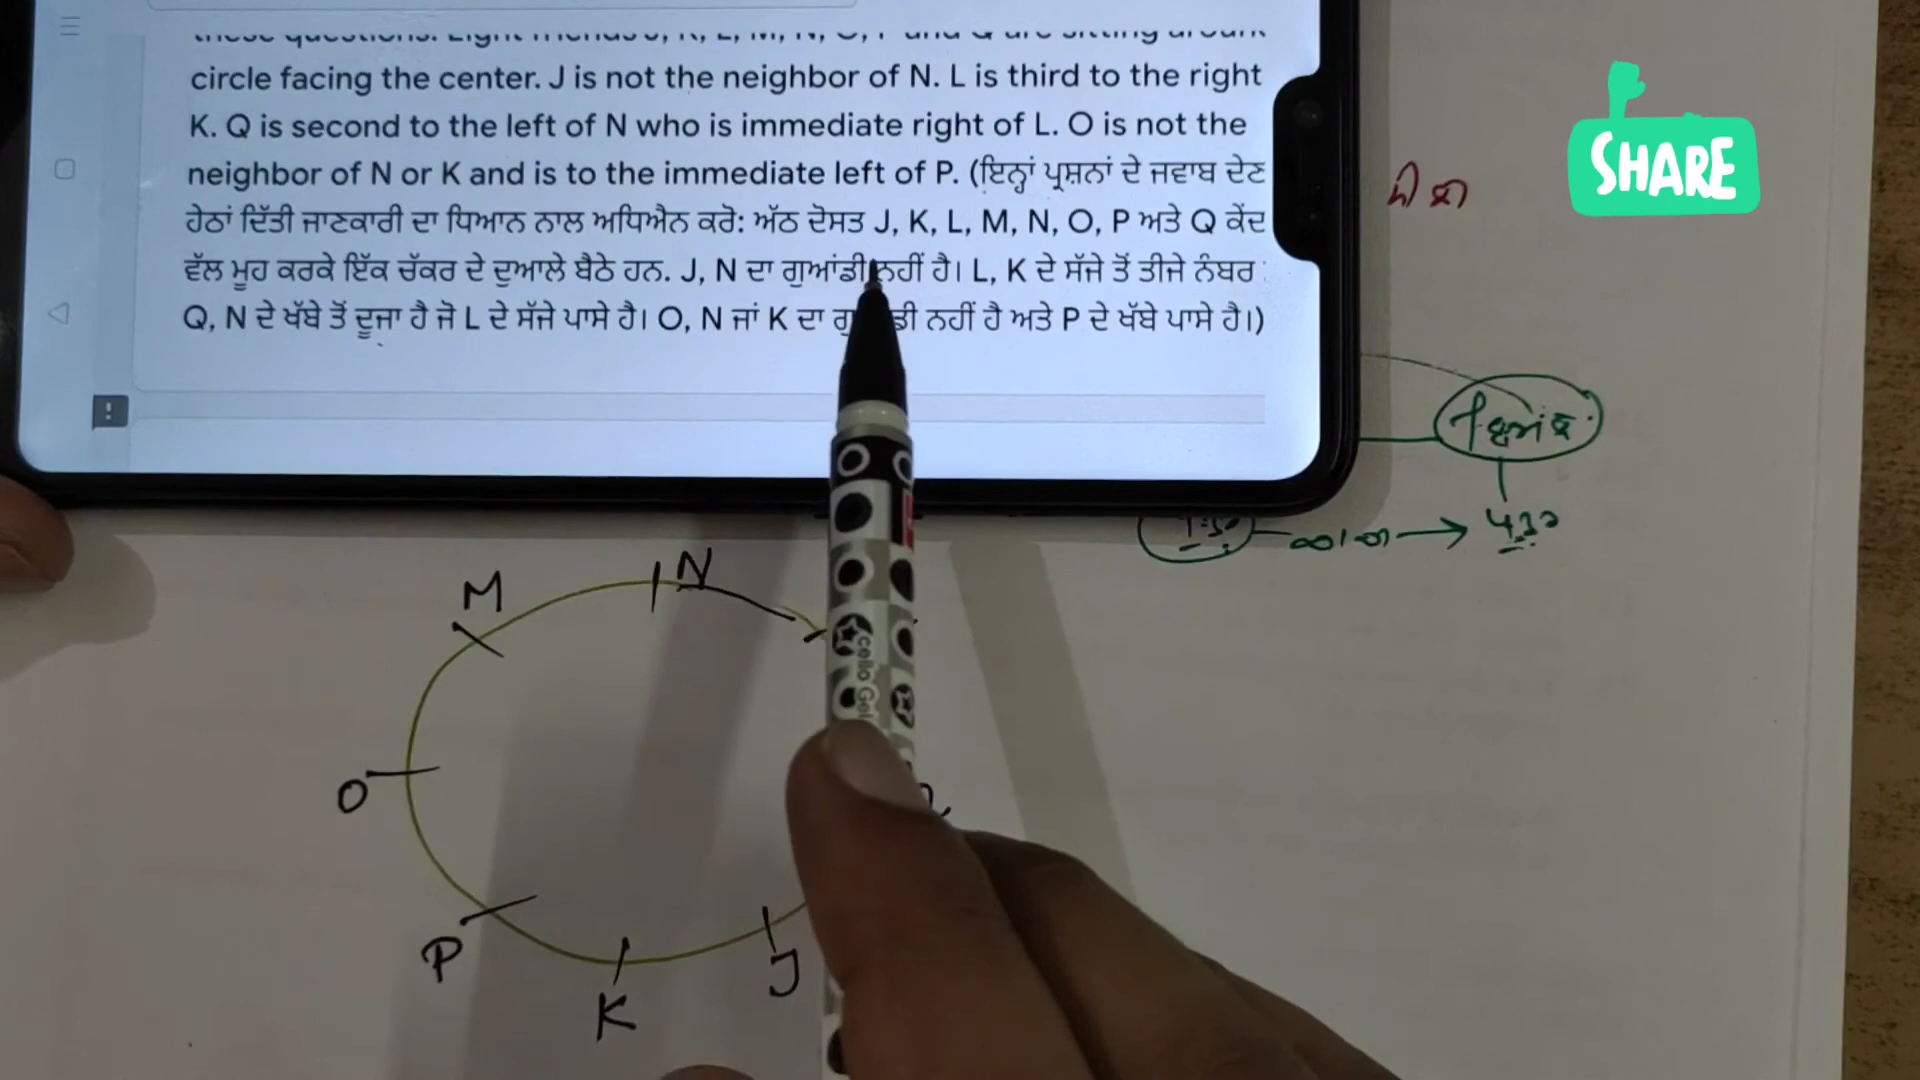 circle facing the center. J is not the neighbor of N. L is third to the right
K. Q is second to the left of N who is immediate right of L. O is not the
neighbor of N or K and is to the immediate left of P. (ਇਨ੍ਹਾਂ ਪ੍ਰਸ਼ਨਾਂ ਦੇ ਜਵਾਬ ਦੇਣ
ਹੇਠਾਂ ਦਿੱਤੀ ਜਾਣਕਾਰੀ ਦਾ ਧਿਆਨ ਨਾਲ ਅਧਿਐਨ ਕਰੋ: ਅੱਠ ਦੋਸਤ J, K, L, M, N, O, P ਅਤੇ Q ਕੇਂਦ
ਵੱਲ ਮੂਹ ਕਰਕੇ ਇੱਕ ਚੱਕਰ ਦੇ ਦੁਆਲੇ ਬੈਠੇ ਹਨ. J, N ਦਾ ਗੁਆਂਡੀ ਨਹੀਂ ਹੈ। L, K ਦੇ ਸੱਜੇ ਤੋਂ ਤੀਜੇ ਨੰਬਰ
Q, N ਦੇ ਖੱਬੇ ਤੋਂ ਦੂਜਾ ਹੈ ਜੋ L ਦੇ ਸੱਜੇ ਪਾਸੇ ਹੈ। O, N ਜਾਂ K ਦਾ ਨਹੀਂ ਹੈ ਅਤੇ P ਦੇ ਖੱਬੇ ਪਾਸੇ ਹੈ।)
SHARE
M
N
O
P
K
J